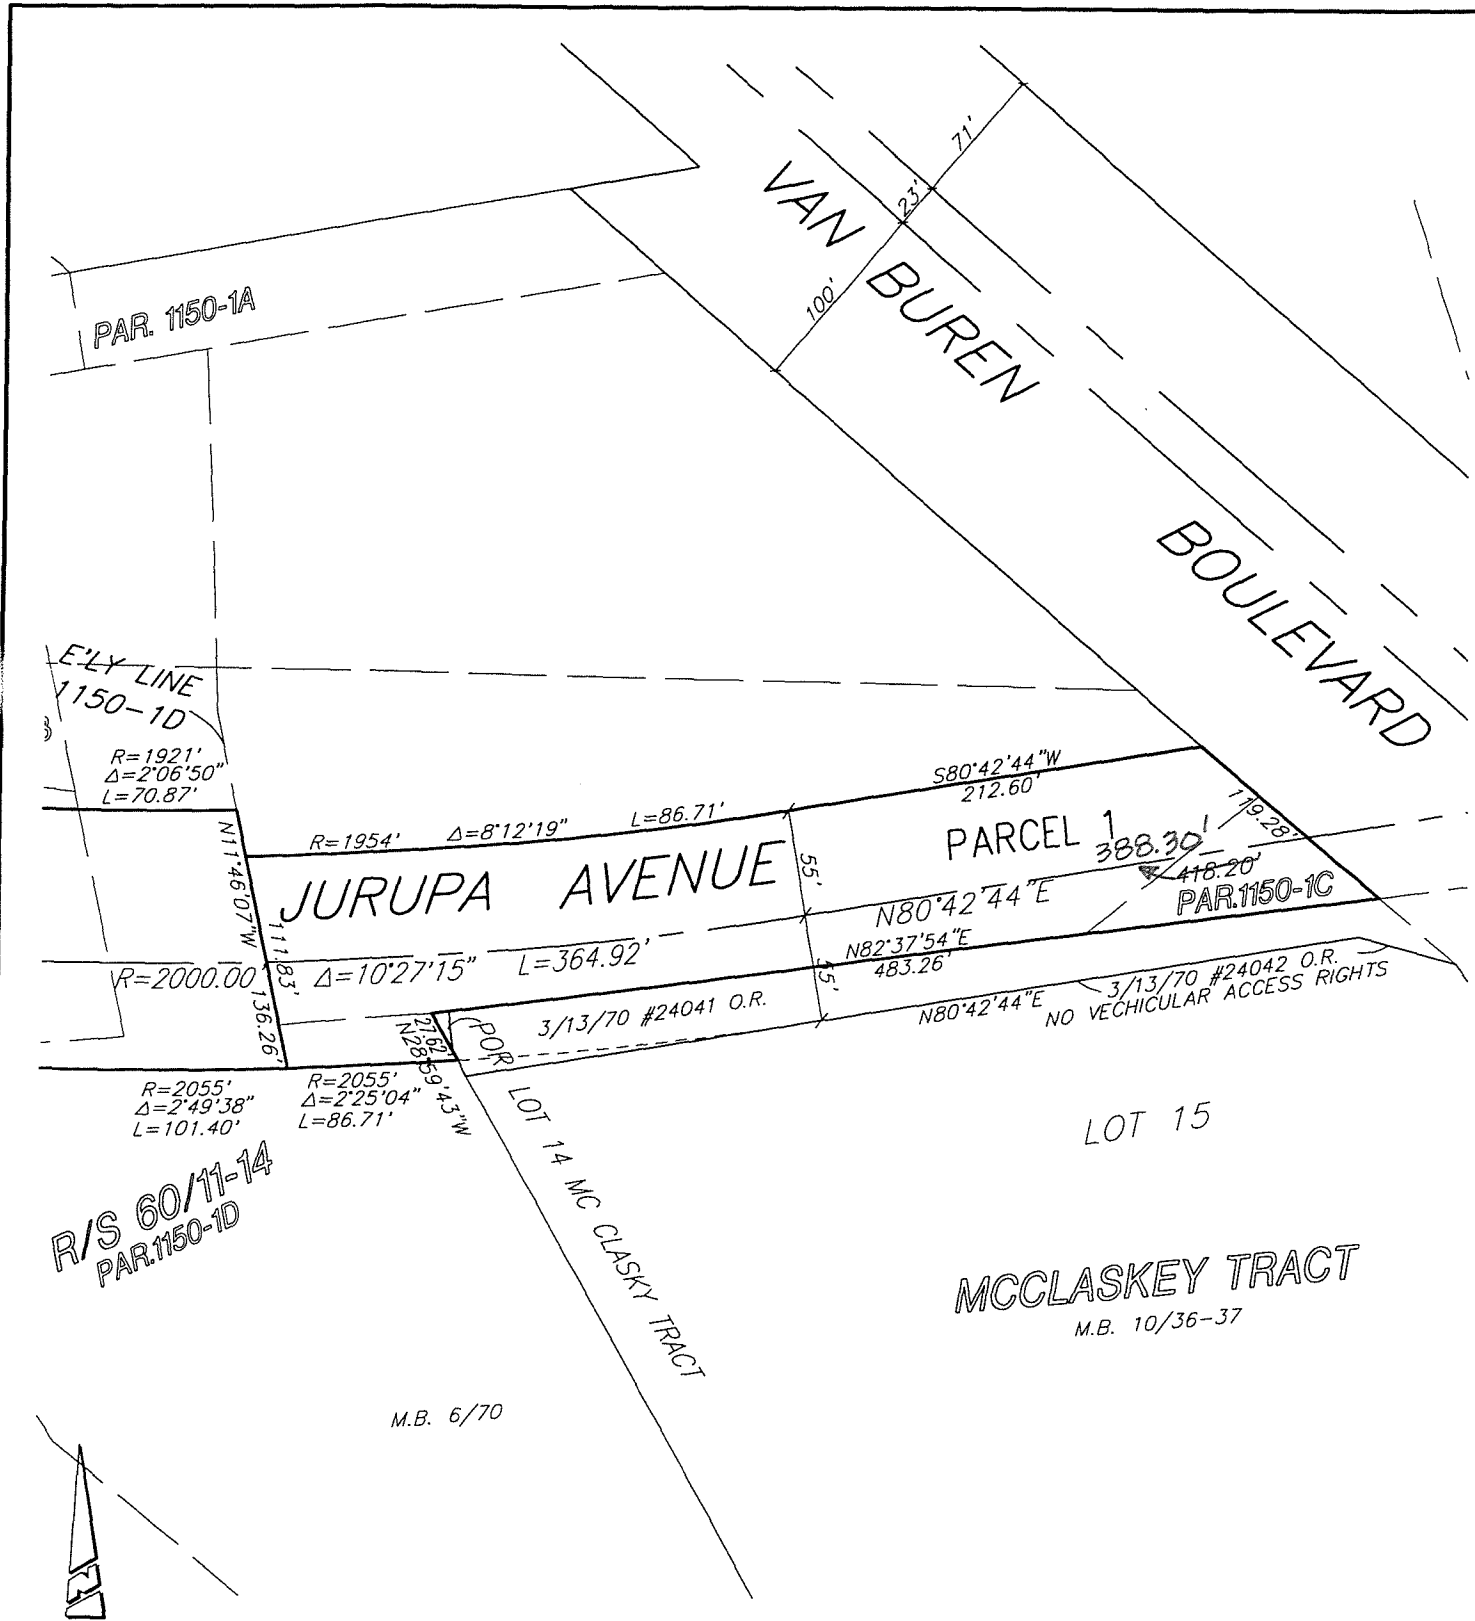 71'
23'
100'
VAN BUREN BOULEVARD
PAR. 1150-1A
E'LY LINE
1150-1D
R=1921'
Δ=2°06'50"
L=70.87'
S80°42'44"W
212.60'
119.28'
R=1954'
Δ=8°12'19"
L=86.71'
PARCEL 1
388.30'
418.20'
PAR.1150-1C
JURUPA AVENUE
55'
N80°42'44"E
N11°46'07"W
111.83'
136.26'
R=2000.00'
Δ=10°27'15"
L=364.92'
N82°37'54"E
483.26'
55'
3/13/70 #24041 O.R.
3/13/70 #24042 O.R.
NO VECHICULAR ACCESS RIGHTS
N80°42'44"E
27.62'
N28°59'43"W
POR LOT 14 MC CLASKY TRACT
R=2055'
Δ=2°49'38"
L=101.40'
R=2055'
Δ=2°25'04"
L=86.71'
LOT 15
R/S 60/11-14
PAR.1150-1D
MCCLASKEY TRACT
M.B. 10/36-37
M.B. 6/70
N